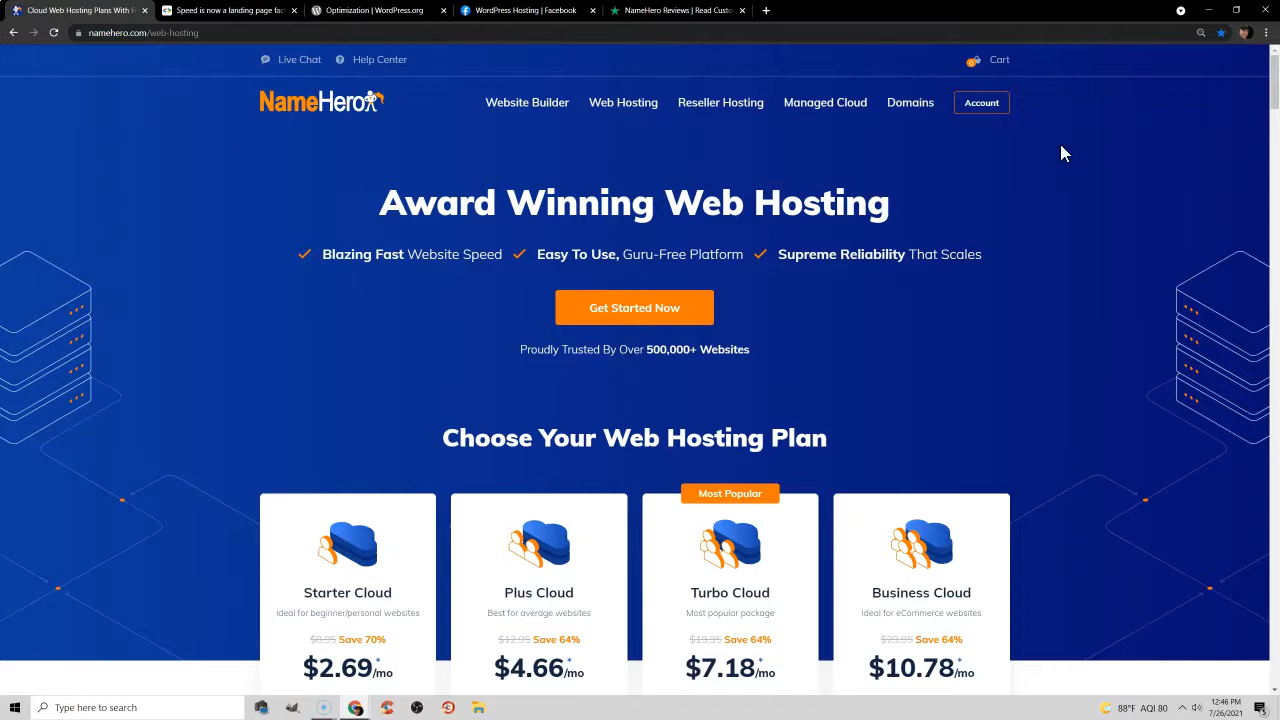 Cloud Web Hosting Plans With F
Speed is now a landing page fact
Optimization | WordPress.org
WordPress Hosting | Facebook
NameHero Reviews | Read Custo
namehero.com/web-hosting
Live Chat
Help Center
0
Cart
NameHero
Website Builder
Web Hosting
Reseller Hosting
Managed Cloud
Domains
Account
Award Winning Web Hosting
Blazing Fast Website Speed
Easy To Use, Guru-Free Platform
Supreme Reliability That Scales
Get Started Now
Proudly Trusted By Over 500,000+ Websites
Choose Your Web Hosting Plan
Starter Cloud
Ideal for beginner/personal websites
$8.95 Save 70%
$2.69*/mo
Plus Cloud
Best for average websites
$12.95 Save 64%
$4.66*/mo
Most Popular
Turbo Cloud
Most popular package
$19.95 Save 64%
$7.18*/mo
Business Cloud
Ideal for eCommerce websites
$29.95 Save 64%
$10.78*/mo
Type here to search
88°F AQI 80
12:46 PM
7/26/2021